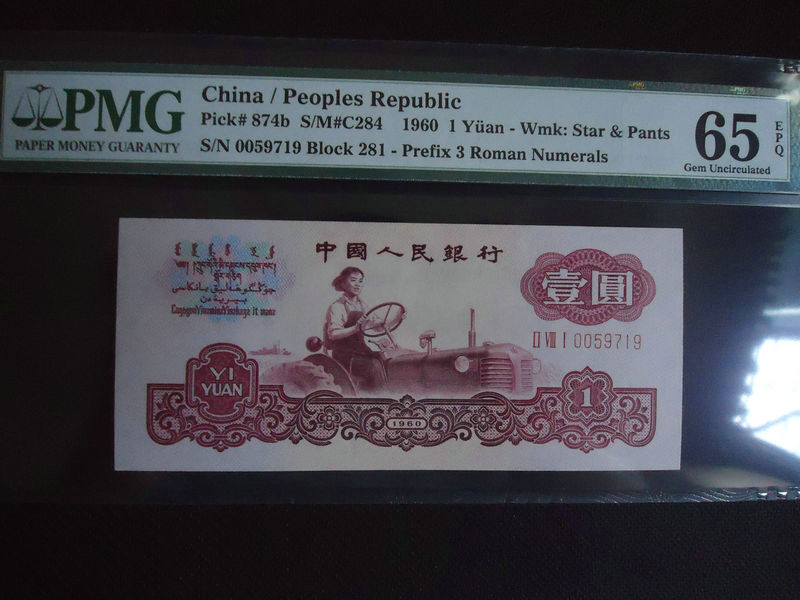 PMG
PAPER MONEY GUARANTY
China / Peoples Republic
Pick# 874b S/M#C284 1960 1 Yüan - Wmk: Star & Pants
S/N 0059719 Block 281 - Prefix 3 Roman Numerals
65
EPQ
Gem Uncirculated
中國人民銀行
壹圓
II VIII I 0059719
YI
YUAN
1960
1